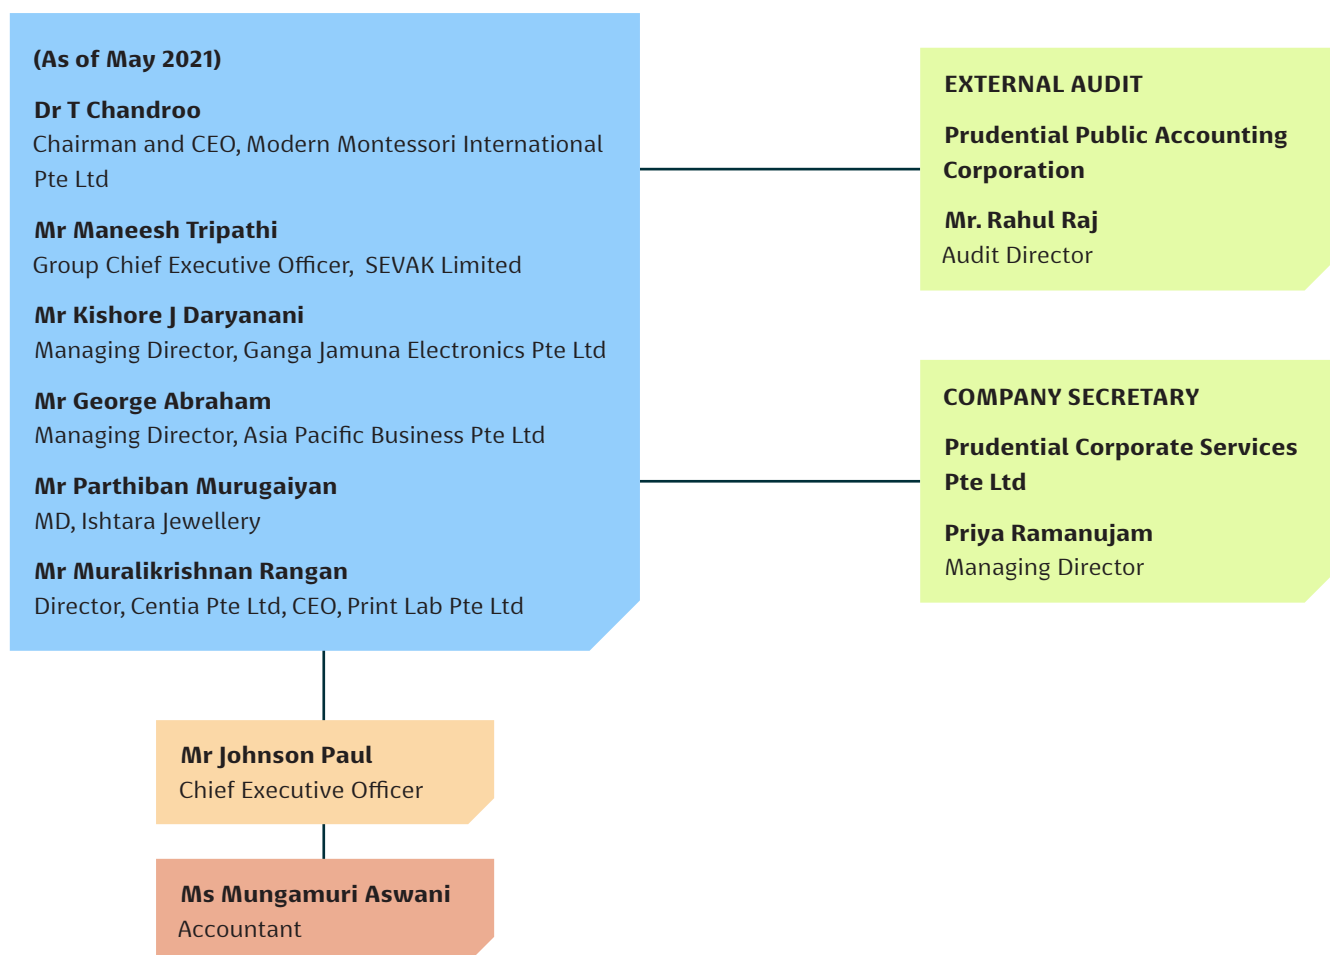 (As of May 2021)
Dr T Chandroo
Chairman and CEO, Modern Montessori International
Pte Ltd
Mr Maneesh Tripathi
Group Chief Executive Officer, SEVAK Limited
Mr Kishore J Daryanani
Managing Director, Ganga Jamuna Electronics Pte Ltd
Mr George Abraham
Managing Director, Asia Pacific Business Pte Ltd
Mr Parthiban Murugaiyan
MD, Ishtara Jewellery
Mr Muralikrishnan Rangan
Director, Centia Pte Ltd, CEO, Print Lab Pte Ltd
EXTERNAL AUDIT
Prudential Public Accounting
Corporation
Mr. Rahul Raj
Audit Director
COMPANY SECRETARY
Prudential Corporate Services
Pte Ltd
Priya Ramanujam
Managing Director
Mr Johnson Paul
Chief Executive Officer
Ms Mungamuri Aswani
Accountant